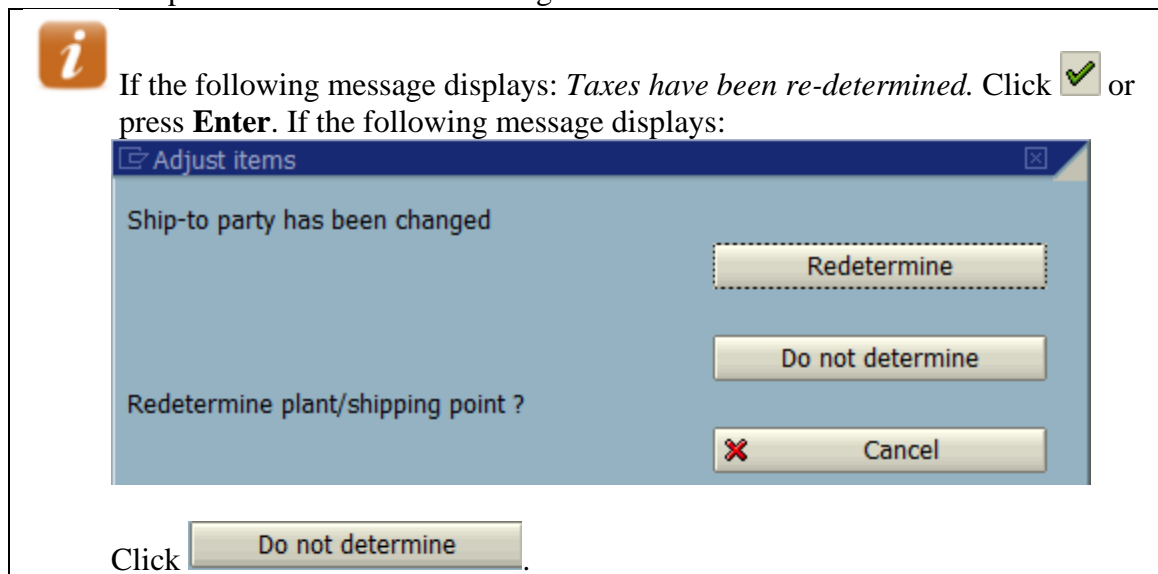 i
If the following message displays: Taxes have been re-determined. Click or
press Enter. If the following message displays:
Adjust items
Ship-to party has been changed
Redetermine
Do not determine
Redetermine plant/shipping point ?
Cancel
Click Do not determine.